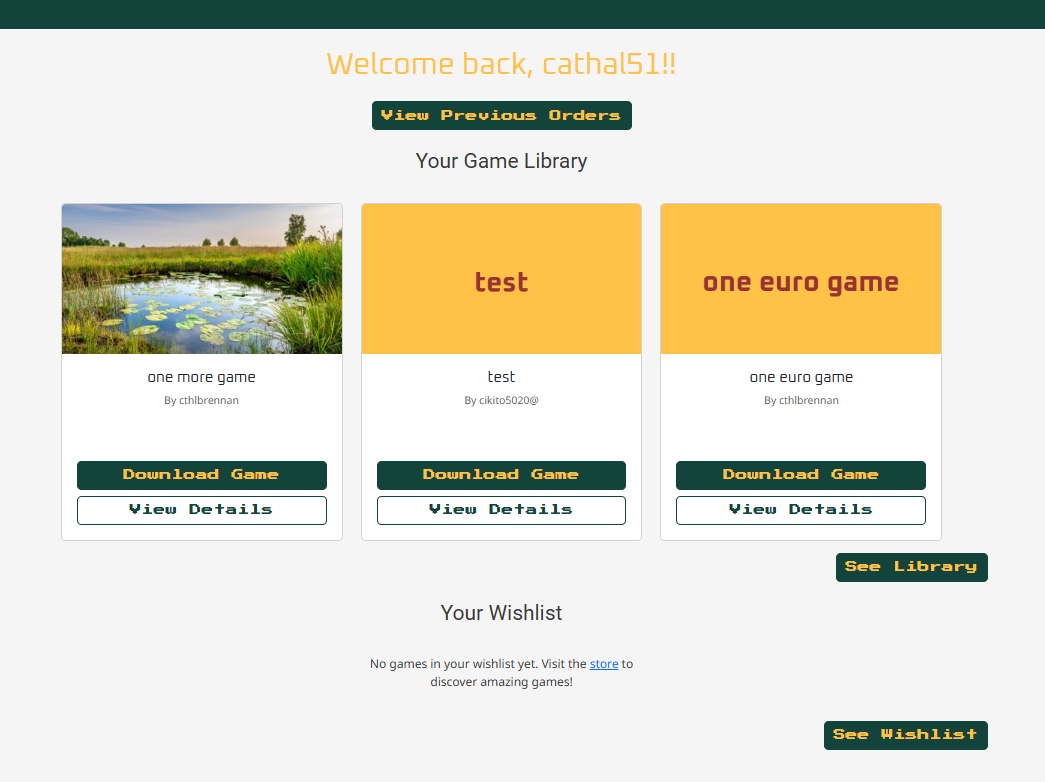 Welcome back, cathal51!!
View Previous Orders
Your Game Library
test
one euro game
one more game
By cthlbrennan
Download Game
View Details
test
By cikito5020@
Download Game
View Details
one euro game
By cthlbrennan
Download Game
View Details
See Library
Your Wishlist
No games in your wishlist yet. Visit the store to
discover amazing games!
See Wishlist